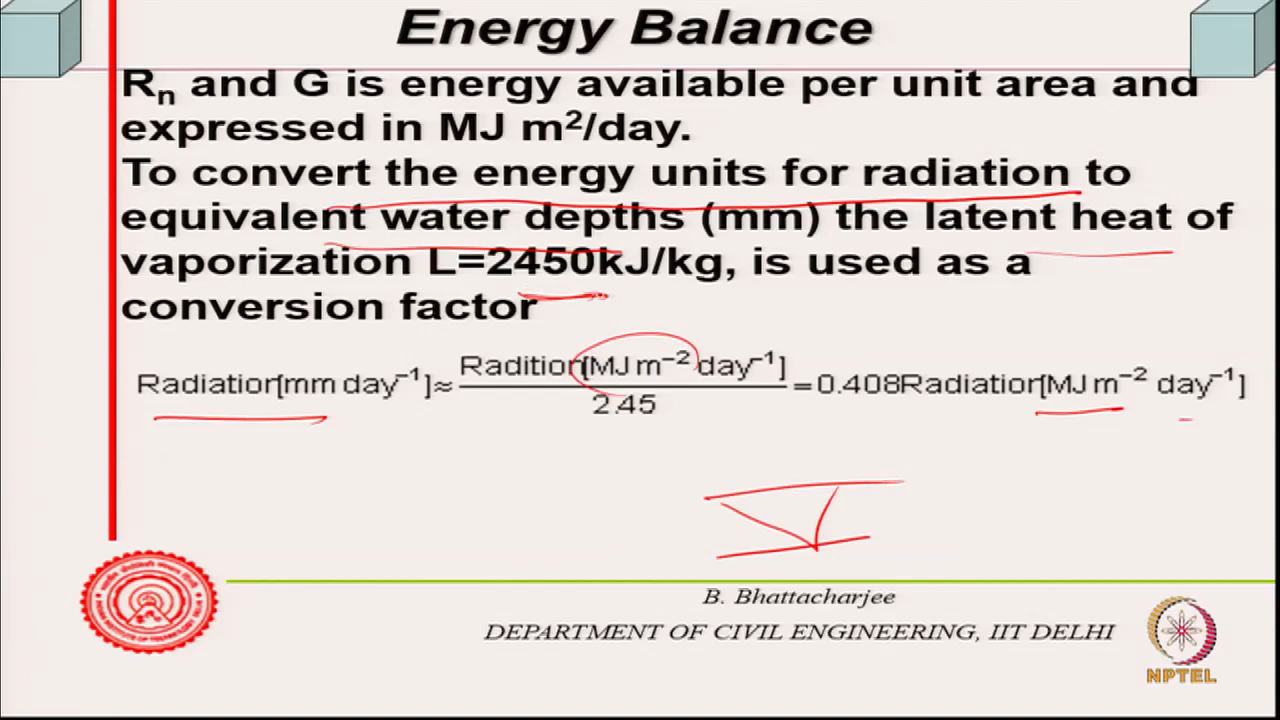 Energy Balance
Rₙ and G is energy available per unit area and
expressed in MJ m²/day.
To convert the energy units for radiation to
equivalent water depths (mm) the latent heat of
vaporization L=2450kJ/kg, is used as a
conversion factor
Radiation[mm day⁻¹]≈ Radition[MJ m⁻² day⁻¹] / 2.45 = 0.408Radiation[MJ m⁻² day⁻¹]
B. Bhattacharjee
DEPARTMENT OF CIVIL ENGINEERING, IIT DELHI
NPTEL